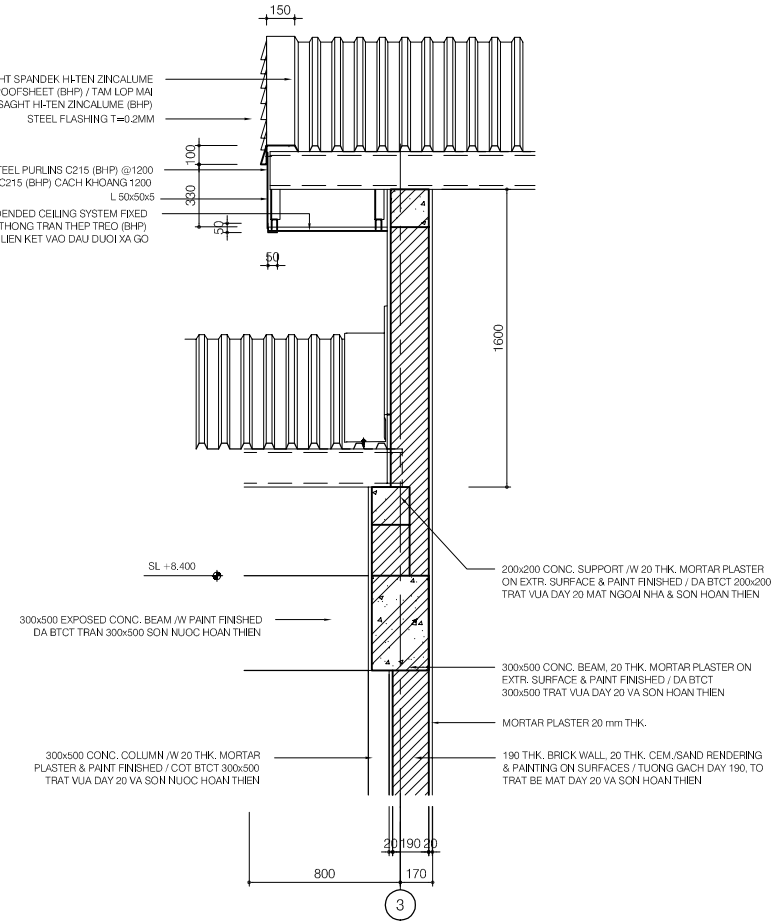 150
SPANDEK HI-TEN ZINCALUME
(BHP) / TAM LOP MAI
HI-TEN ZINCALUME (BHP)
STEEL FLASHING T=0.2MM
100
PURLINS C215 (BHP) @1200
C215 (BHP) CACH KHOANG 1200
330
L 50x50x5
CEILING SYSTEM FIXED
THONG TRAN THEP TREO (BHP)
LIEN KET VAO DAU DUOI XA GO
50
50
1600
SL +8.400
200x200 CONC. SUPPORT /W 20 THK. MORTAR PLASTER
ON EXTR. SURFACE & PAINT FINISHED / DA BTCT 200x200
TRAT VUA DAY 20 MAT NGOAI NHA & SON HOAN THIEN
300x500 EXPOSED CONC. BEAM /W PAINT FINISHED
DA BTCT TRAN 300x500 SON NUOC HOAN THIEN
300x500 CONC. BEAM, 20 THK. MORTAR PLASTER ON
EXTR. SURFACE & PAINT FINISHED / DA BTCT
300x500 TRAT VUA DAY 20 VA SON HOAN THIEN
MORTAR PLASTER 20 mm THK.
300x500 CONC. COLUMN /W 20 THK. MORTAR
PLASTER & PAINT FINISHED / COT BTCT 300x500
TRAT VUA DAY 20 VA SON NUOC HOAN THIEN
190 THK. BRICK WALL, 20 THK. CEM./SAND RENDERING
& PAINTING ON SURFACES / TUONG GACH DAY 190, TO
TRAT BE MAT DAY 20 VA SON HOAN THIEN
20 190 20
800
170
3